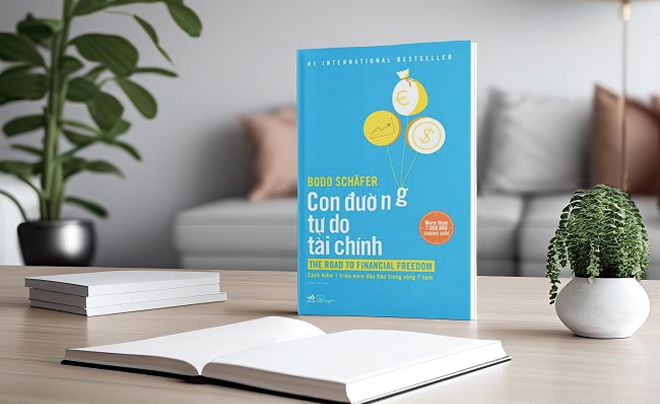 #1 INTERNATIONAL BESTSELLER
BODO SCHÄFER
Con đường
tự do
tài chính
More than
7.000.000
copies sold
THE ROAD TO FINANCIAL FREEDOM
Cách kiếm 1 triệu euro đầu tiên trong vòng 7 năm